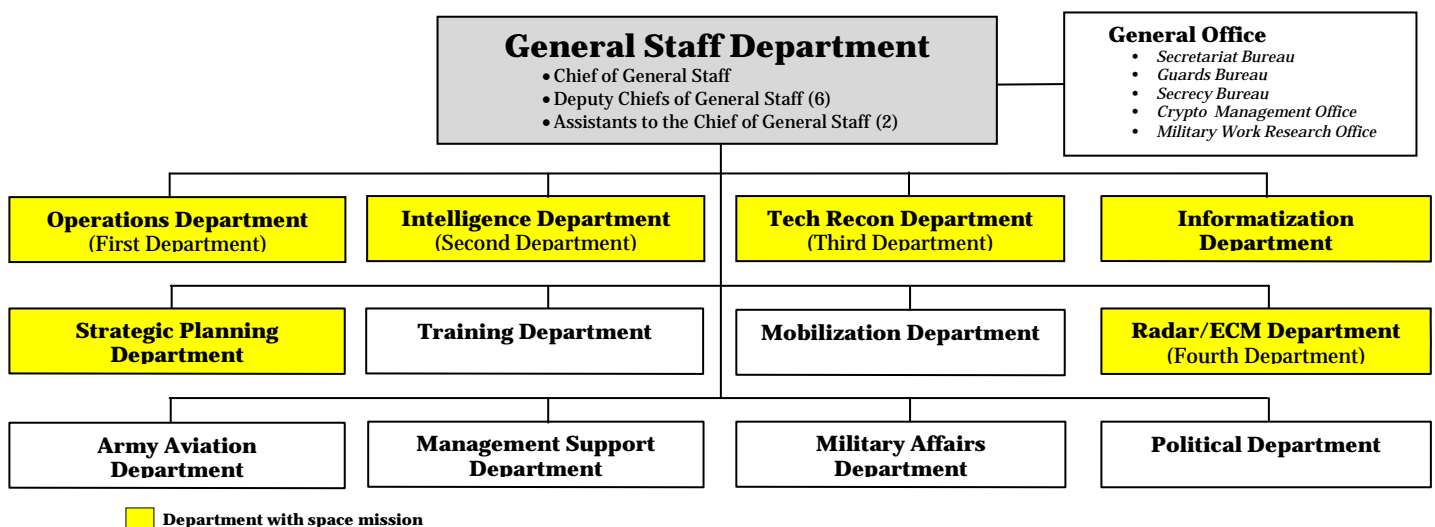 General Staff Department
• Chief of General Staff
• Deputy Chiefs of General Staff (6)
• Assistants to the Chief of General Staff (2)
General Office
• Secretariat Bureau
• Guards Bureau
• Secrecy Bureau
• Crypto Management Office
• Military Work Research Office
Operations Department
(First Department)
Intelligence Department
(Second Department)
Tech Recon Department
(Third Department)
Informatization
Department
Strategic Planning
Department
Training Department
Mobilization Department
Radar/ECM Department
(Fourth Department)
Army Aviation
Department
Management Support
Department
Military Affairs
Department
Political Department
Department with space mission